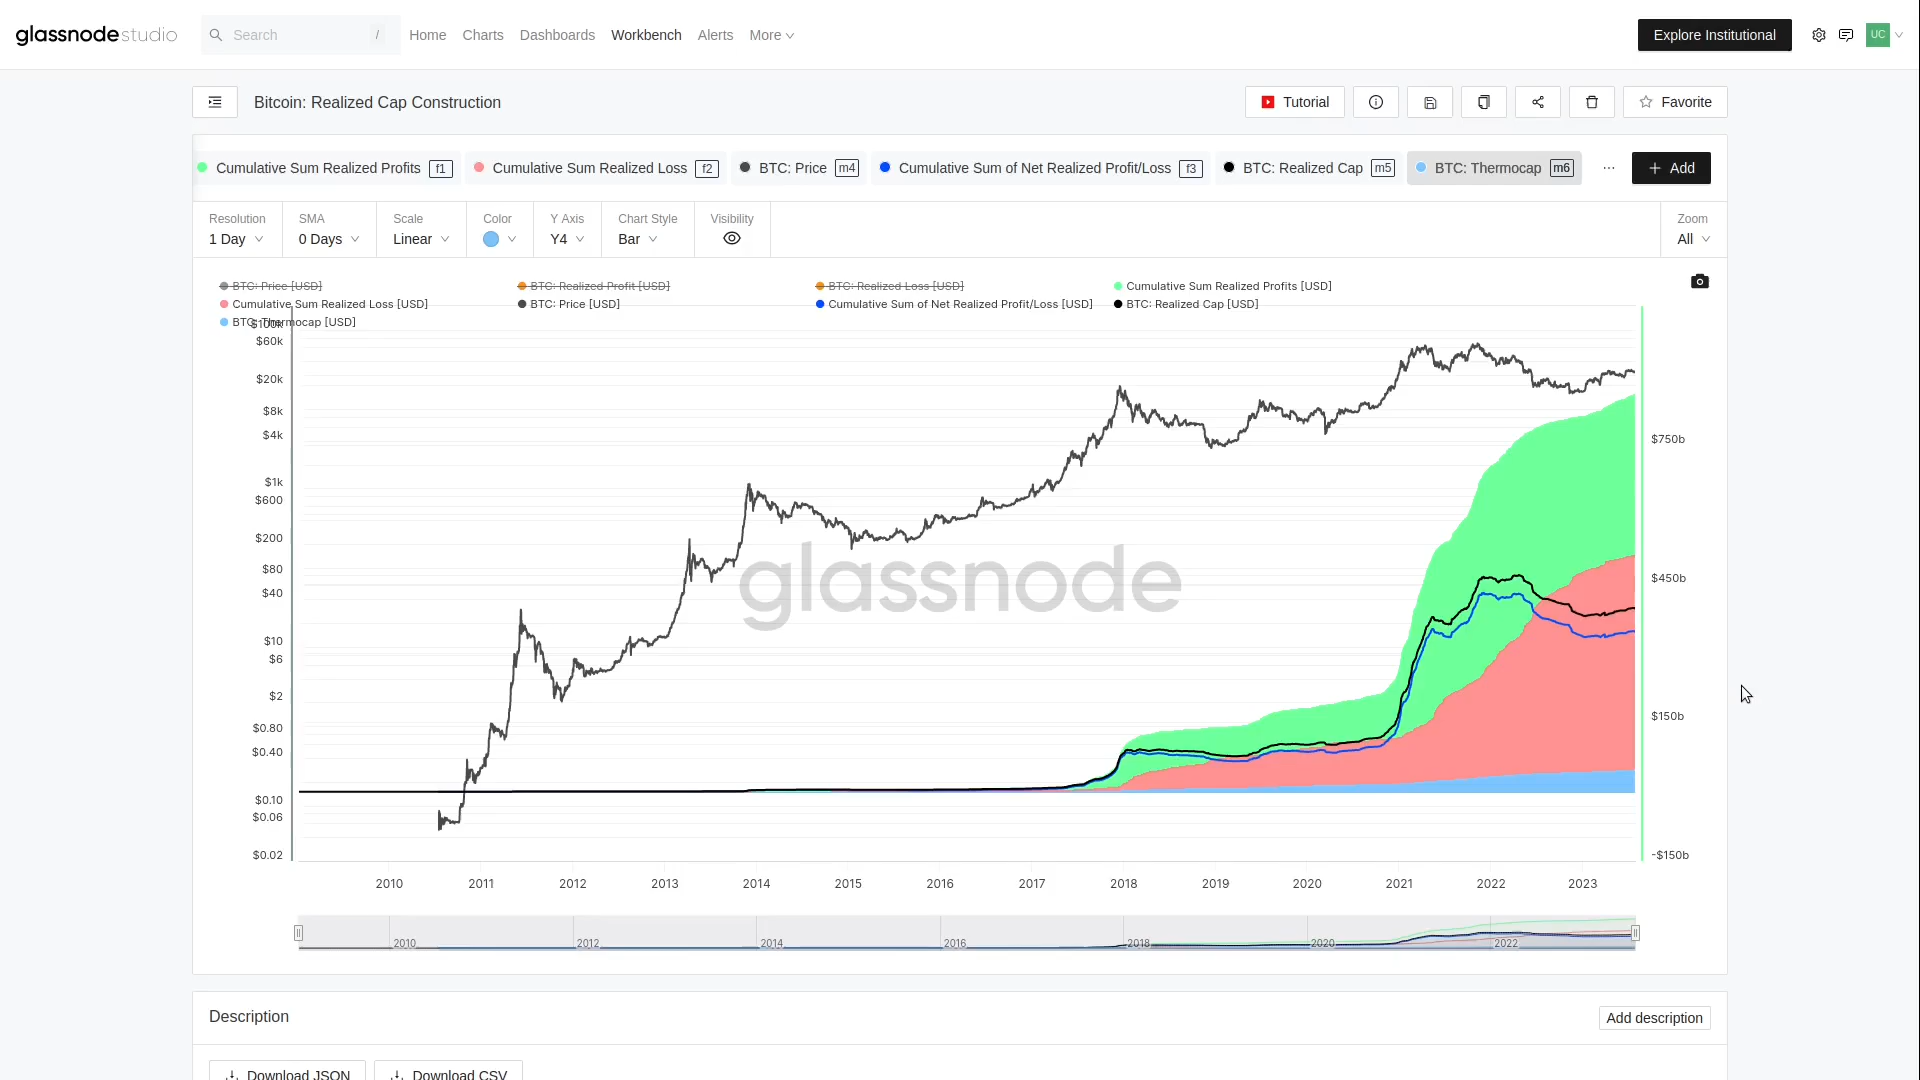 glassnodestudio
Search /
Home Charts Dashboards Workbench Alerts More
Explore Institutional
UC
Bitcoin: Realized Cap Construction
Tutorial
Favorite
Cumulative Sum Realized Profits f1 Cumulative Sum Realized Loss f2 BTC: Price m4 Cumulative Sum of Net Realized Profit/Loss f3 BTC: Realized Cap m5 BTC: Thermocap m6 ... + Add
Resolution SMA Scale Color Y Axis Chart Style Visibility Zoom
1 Day 0 Days Linear Y4 Bar All
BTC: Price [USD] BTC: Realized Profit [USD] BTC: Realized Loss [USD] Cumulative Sum Realized Profits [USD]
Cumulative Sum Realized Loss [USD] BTC: Price [USD] Cumulative Sum of Net Realized Profit/Loss [USD] BTC: Realized Cap [USD]
BTC: Thermocap [USD]
$100k
$60k
$20k
$8k
$4k
$1k
$600
$200
$80
$40
$10
$6
$2
$0.80
$0.40
$0.10
$0.06
$0.02
glassnode
$750b
$450b
$150b
-$150b
2010 2011 2012 2013 2014 2015 2016 2017 2018 2019 2020 2021 2022 2023
2010 2012 2014 2016 2018 2020 2022
Description
Add description
Download JSON Download CSV